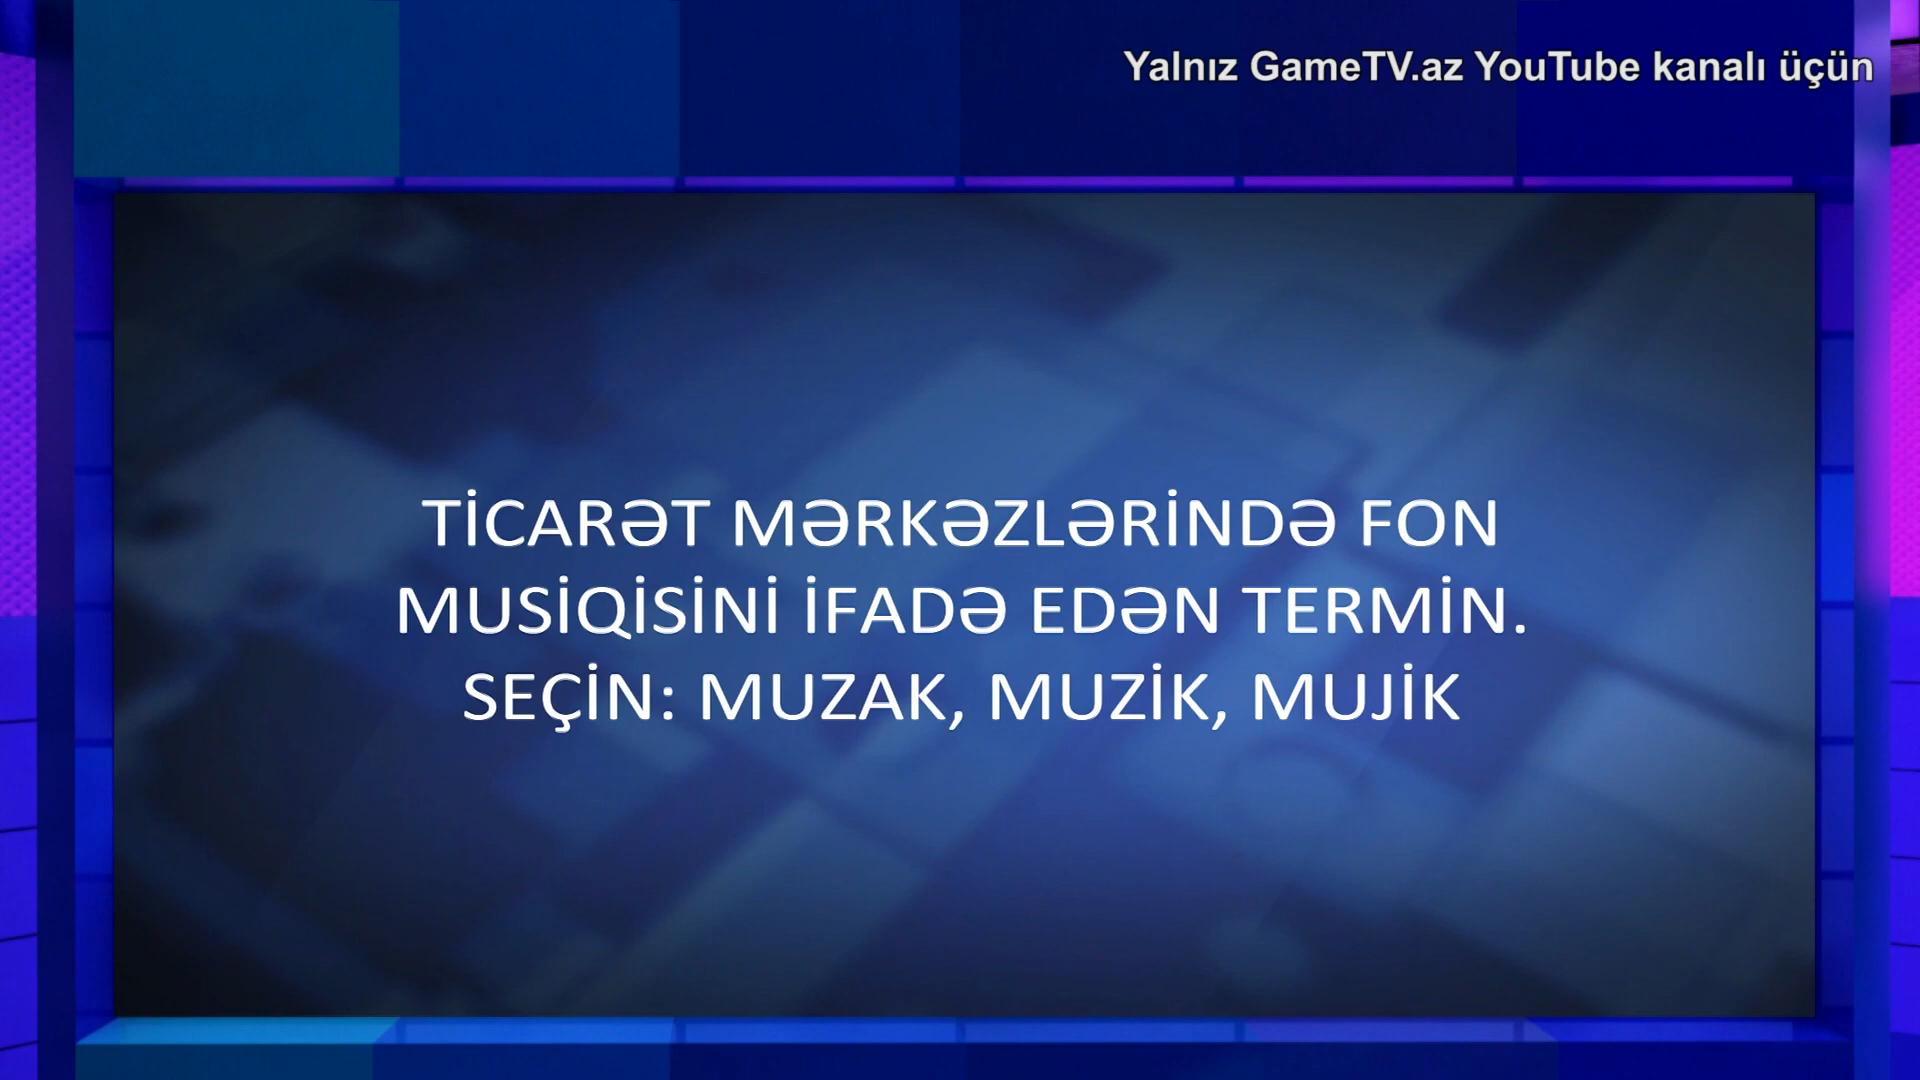 Yalnız GameTV.az YouTube kanalı üçün
TİCARƏT MƏRKƏZLƏRİNDƏ FON
MUSİQİSİNİ İFADƏ EDƏN TERMİN.
SEÇİN: MUZAK, MUZİK, MUJİK